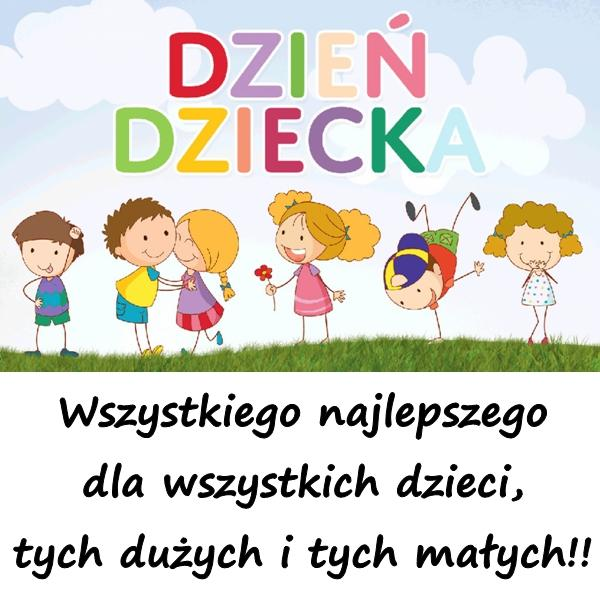 DZIEŃ
DZIECKA
Wszystkiego najlepszego
dla wszystkich dzieci,
tych dużych i tych małych!!